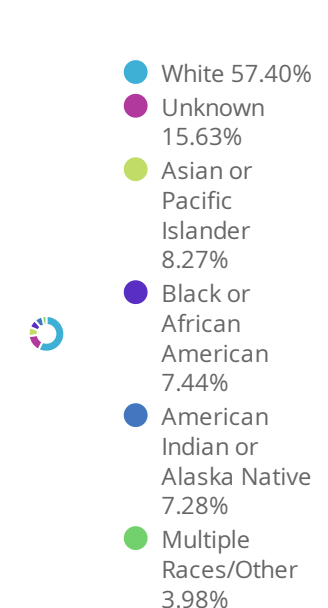 White 57.40%
Unknown
15.63%
Asian or
Pacific
Islander
8.27%
Black or
African
American
7.44%
American
Indian or
Alaska Native
7.28%
Multiple
Races/Other
3.98%